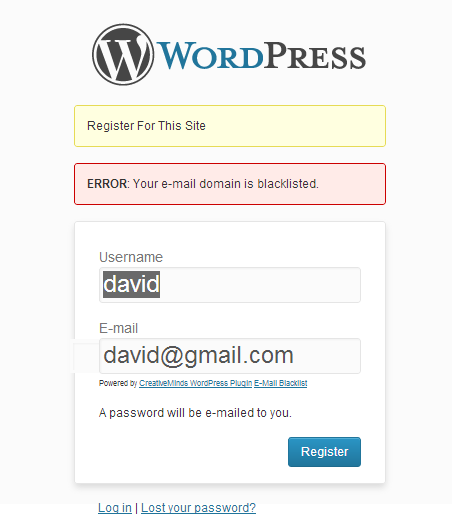 WORDPRESS
Register For This Site
ERROR: Your e-mail domain is blacklisted.
Username
david
E-mail
david@gmail.com
Powered by CreativeMinds WordPress Plugin E-Mail Blacklist
A password will be e-mailed to you.
Register
Log in | Lost your password?